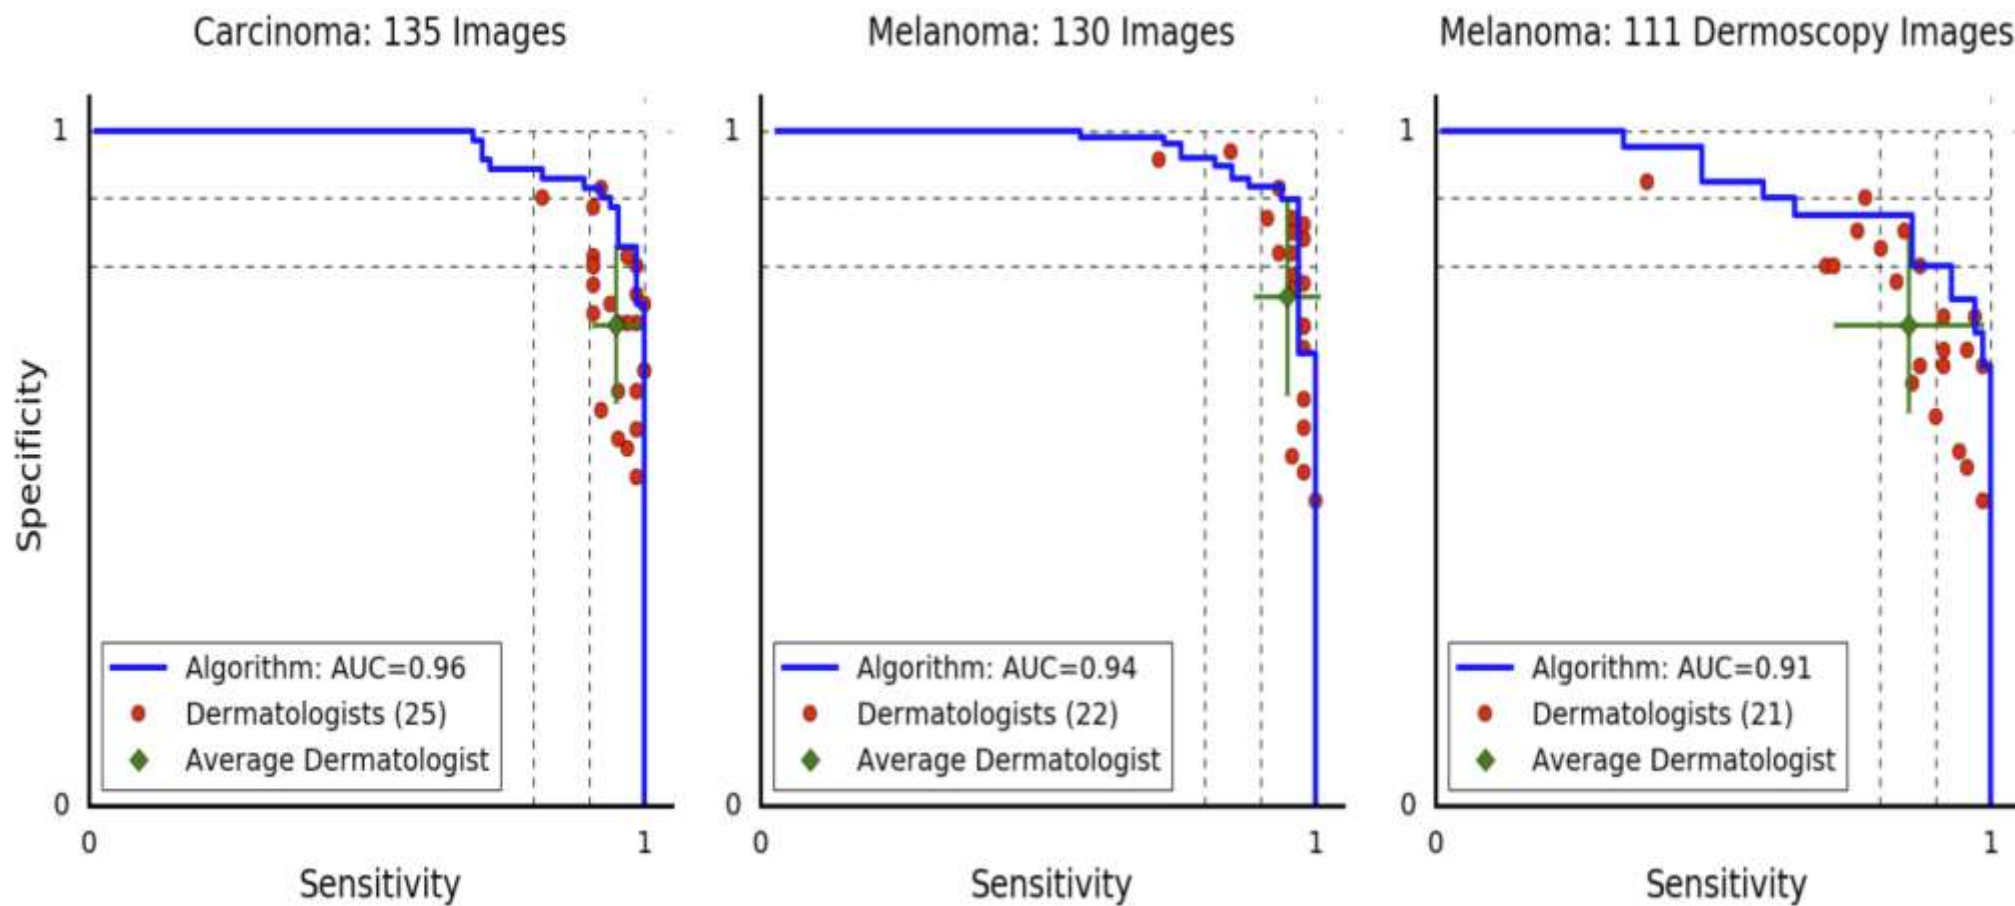 Carcinoma: 135 Images
Specificity
1
0
Algorithm: AUC=0.96
Dermatologists (25)
Average Dermatologist
0 1
Sensitivity
Melanoma: 130 Images
1
0
Algorithm: AUC=0.94
Dermatologists (22)
Average Dermatologist
0 1
Sensitivity
Melanoma: 111 Dermoscopy Images
1
0
Algorithm: AUC=0.91
Dermatologists (21)
Average Dermatologist
0 1
Sensitivity